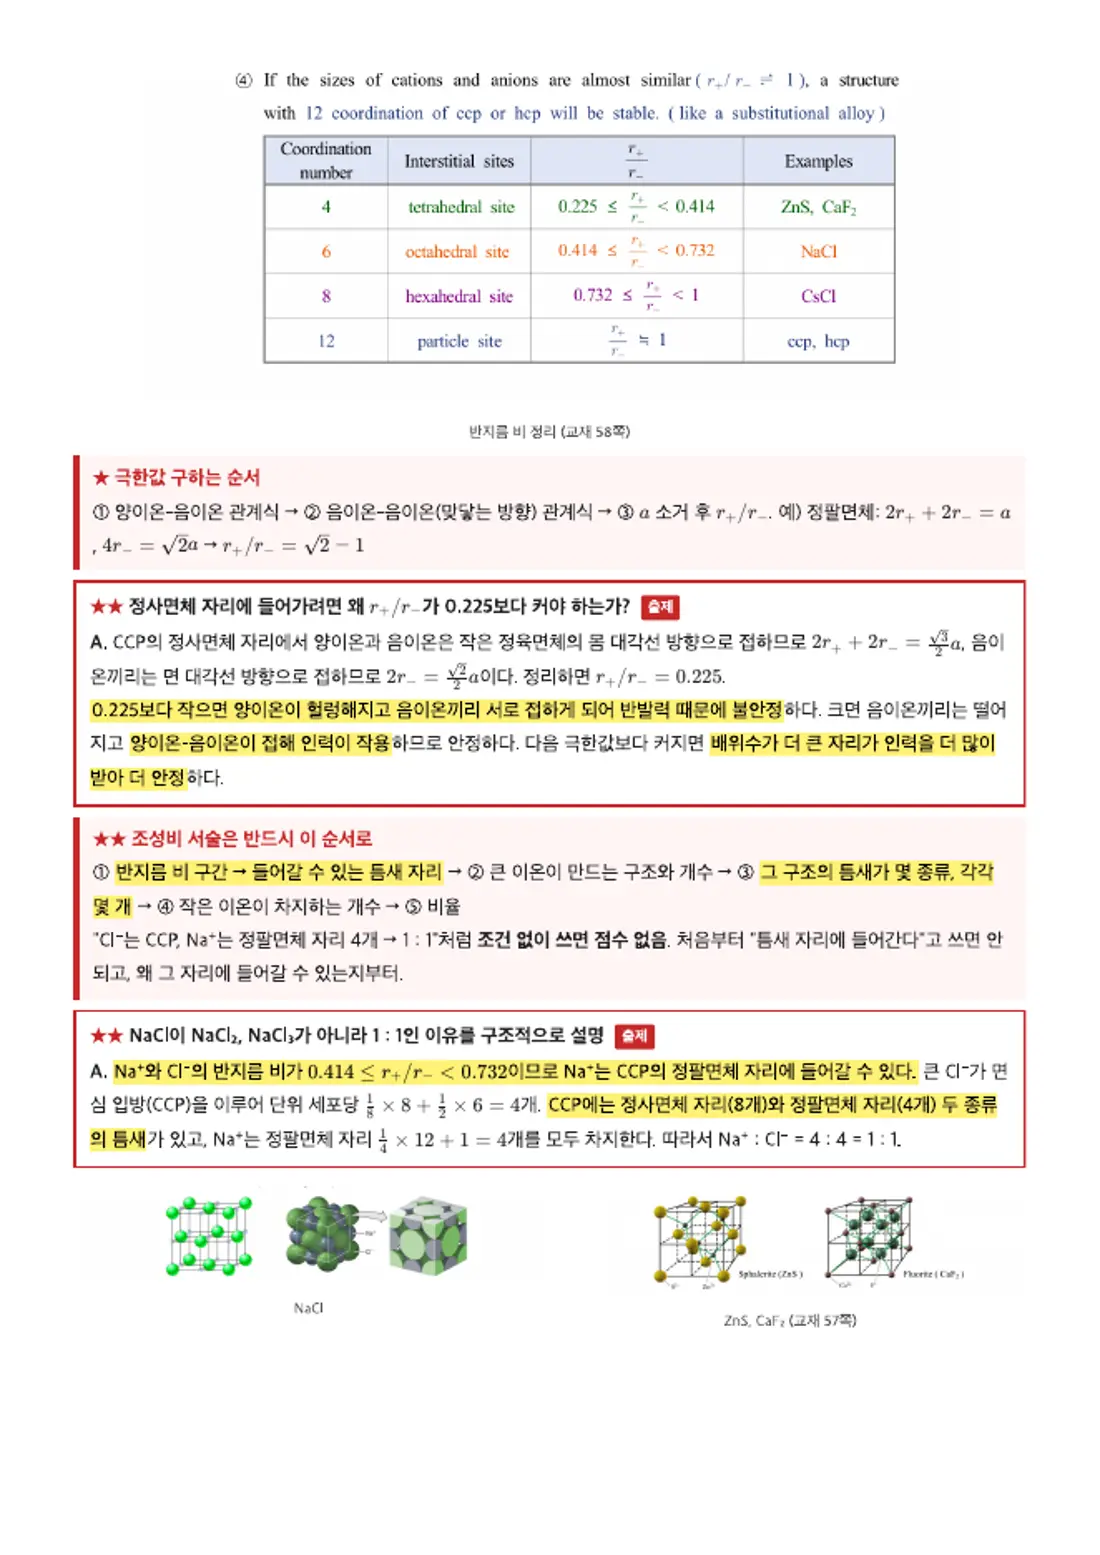 ④ If the sizes of cations and anions are almost similar ( r₊/ r₋ ≓ 1 ), a structure
with 12 coordination of ccp or hcp will be stable. ( like a substitutional alloy )
Coordination number | Interstitial sites | r₊/r₋ | Examples
4 | tetrahedral site | 0.225 ≤ r₊/r₋ < 0.414 | ZnS, CaF₂
6 | octahedral site | 0.414 ≤ r₊/r₋ < 0.732 | NaCl
8 | hexahedral site | 0.732 ≤ r₊/r₋ < 1 | CsCl
12 | particle site | r₊/r₋ ≒ 1 | ccp, hcp
반지름 비 정리 (교재 58쪽)
★ 극한값 구하는 순서
① 양이온–음이온 관계식 → ② 음이온–음이온(맞닿는 방향) 관계식 → ③ a 소거 후 r₊/r₋. 예) 정팔면체: 2r₊ + 2r₋ = a
, 4r₋ = √2a → r₊/r₋ = √2 − 1
★★ 정사면체 자리에 들어가려면 왜 r₊/r₋가 0.225보다 커야 하는가? 출제
A. CCP의 정사면체 자리에서 양이온과 음이온은 작은 정육면체의 몸 대각선 방향으로 접하므로 2r₊ + 2r₋ = √3/2 a, 음이
온끼리는 면 대각선 방향으로 접하므로 2r₋ = √2/2 a이다. 정리하면 r₊/r₋ = 0.225.
0.225보다 작으면 양이온이 헐렁해지고 음이온끼리 서로 접하게 되어 반발력 때문에 불안정하다. 크면 음이온끼리는 떨어
지고 양이온–음이온이 접해 인력이 작용하므로 안정하다. 다음 극한값보다 커지면 배위수가 더 큰 자리가 인력을 더 많이
받아 더 안정하다.
★★ 조성비 서술은 반드시 이 순서로
① 반지름 비 구간 → 들어갈 수 있는 틈새 자리 → ② 큰 이온이 만드는 구조와 개수 → ③ 그 구조의 틈새가 몇 종류, 각각
몇 개 → ④ 작은 이온이 차지하는 개수 → ⑤ 비율
"Cl⁻는 CCP, Na⁺는 정팔면체 자리 4개 → 1 : 1"처럼 조건 없이 쓰면 점수 없음. 처음부터 "틈새 자리에 들어간다"고 쓰면 안
되고, 왜 그 자리에 들어갈 수 있는지부터.
★★ NaCl이 NaCl₂, NaCl₃가 아니라 1 : 1인 이유를 구조적으로 설명 출제
A. Na⁺와 Cl⁻의 반지름 비가 0.414 ≤ r₊/r₋ < 0.732이므로 Na⁺는 CCP의 정팔면체 자리에 들어갈 수 있다. 큰 Cl⁻가 면
심 입방(CCP)을 이루어 단위 세포당 1/8 × 8 + 1/2 × 6 = 4개. CCP에는 정사면체 자리(8개)와 정팔면체 자리(4개) 두 종류
의 틈새가 있고, Na⁺는 정팔면체 자리 1/4 × 12 + 1 = 4개를 모두 차지한다. 따라서 Na⁺ : Cl⁻ = 4 : 4 = 1 : 1.
Na⁺
Cl⁻
Sphalerite (ZnS )
Fluorite ( CaF₂ )
NaCl
ZnS, CaF₂ (교재 57쪽)